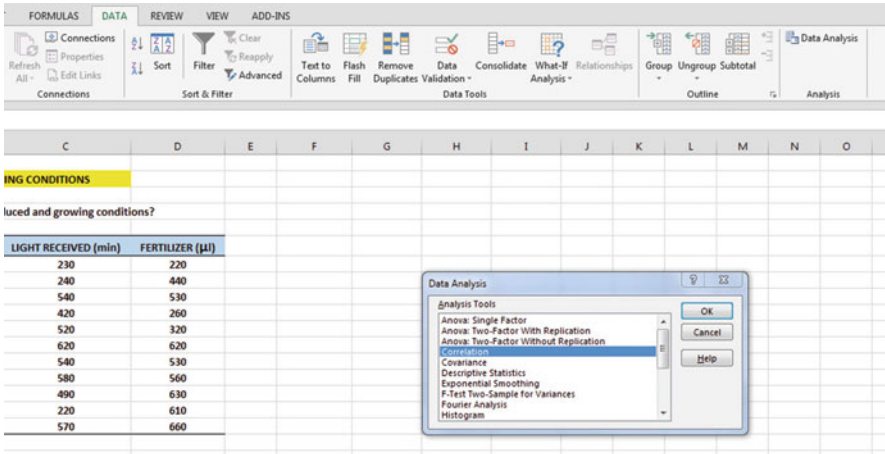 FORMULAS DATA REVIEW VIEW ADD-INS
Refresh All
Connections
Properties
Edit Links
Connections
Sort
Filter
Clear
Reapply
Advanced
Sort & Filter
Text to Columns
Flash Fill
Remove Duplicates
Data Validation
Consolidate
What-If Analysis
Relationships
Data Tools
Group
Ungroup
Subtotal
Outline
Data Analysis
Analysis
C D E F G H I J K L M N O
ING CONDITIONS
luced and growing conditions?
LIGHT RECEIVED (min) FERTILIZER (µl)
230 220
240 440
540 530
420 260
520 320
620 620
540 530
580 560
490 630
220 610
570 660
Data Analysis
Analysis Tools
Anova: Single Factor
Anova: Two-Factor With Replication
Anova: Two-Factor Without Replication
Correlation
Covariance
Descriptive Statistics
Exponential Smoothing
F-Test Two-Sample for Variances
Fourier Analysis
Histogram
OK
Cancel
Help